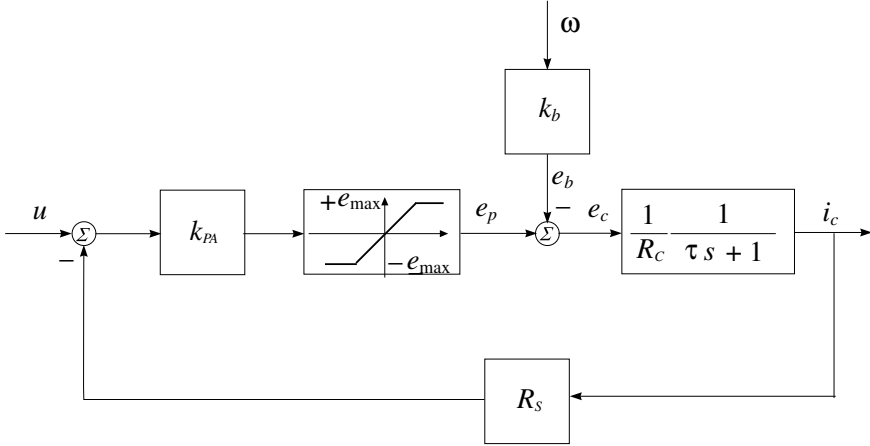 ω
k_b
e_b
u
Σ
−
k_PA
+e_max
−e_max
e_p
−
Σ
e_c
1/R_C 1/(τs + 1)
i_c
R_S